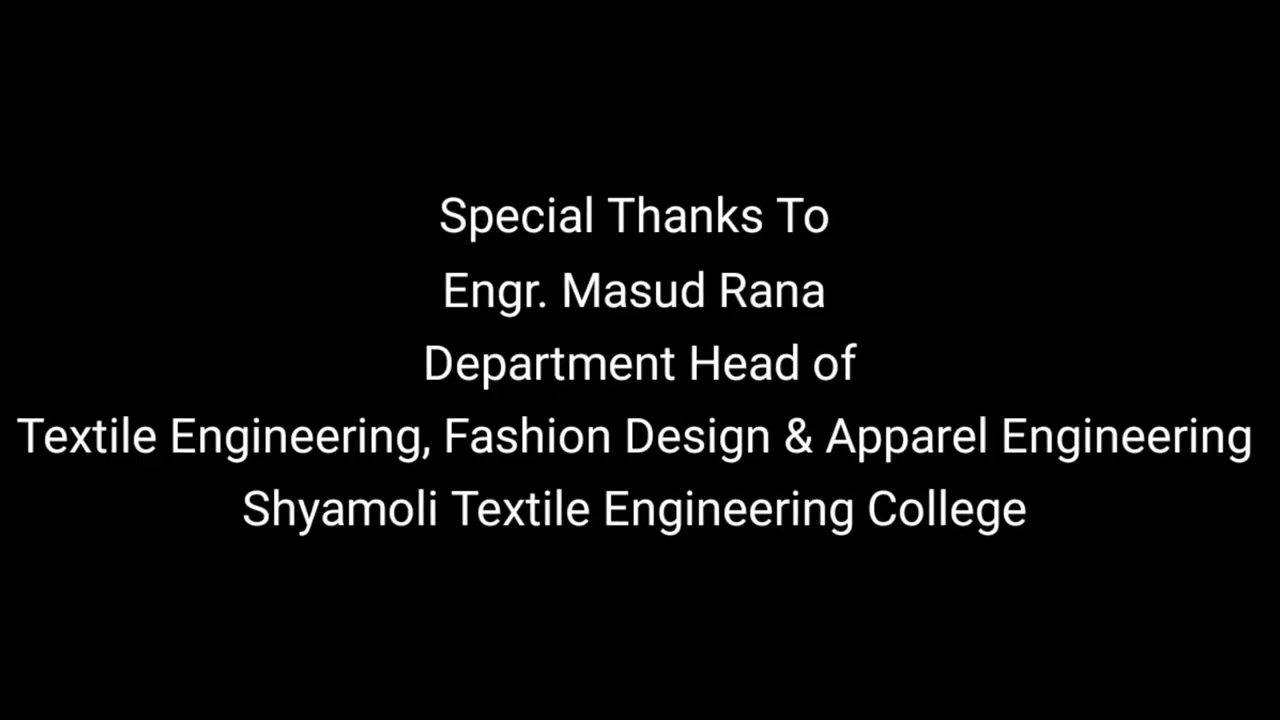 Special Thanks To
Engr. Masud Rana
Department Head of
Textile Engineering, Fashion Design & Apparel Engineering
Shyamoli Textile Engineering College